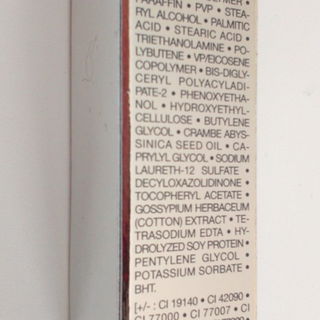 PARAFFIN • PVP • STEA-
RYL ALCOHOL • PALMITIC
ACID • STEARIC ACID •
TRIETHANOLAMINE • PO-
LYBUTENE • VP/EICOSENE
COPOLYMER • BIS-DIGLY-
CERYL POLYACYLADI-
PATE-2 • PHENOXYETHA-
NOL • HYDROXYETHYL-
CELLULOSE • BUTYLENE
GLYCOL • CRAMBE ABYS-
SINICA SEED OIL • CA-
PRYLYL GLYCOL • SODIUM
LAURETH-12 SULFATE •
DECYLOXAZOLIDINONE •
TOCOPHERYL ACETATE •
GOSSYPIUM HERBACEUM
(COTTON) EXTRACT • TE-
TRASODIUM EDTA • HY-
DROLYZED SOY PROTEIN •
PENTYLENE GLYCOL •
POTASSIUM SORBATE •
BHT.
[+/- : CI 19140 • CI 42090 •
CI 77000 • CI 77007 • CI